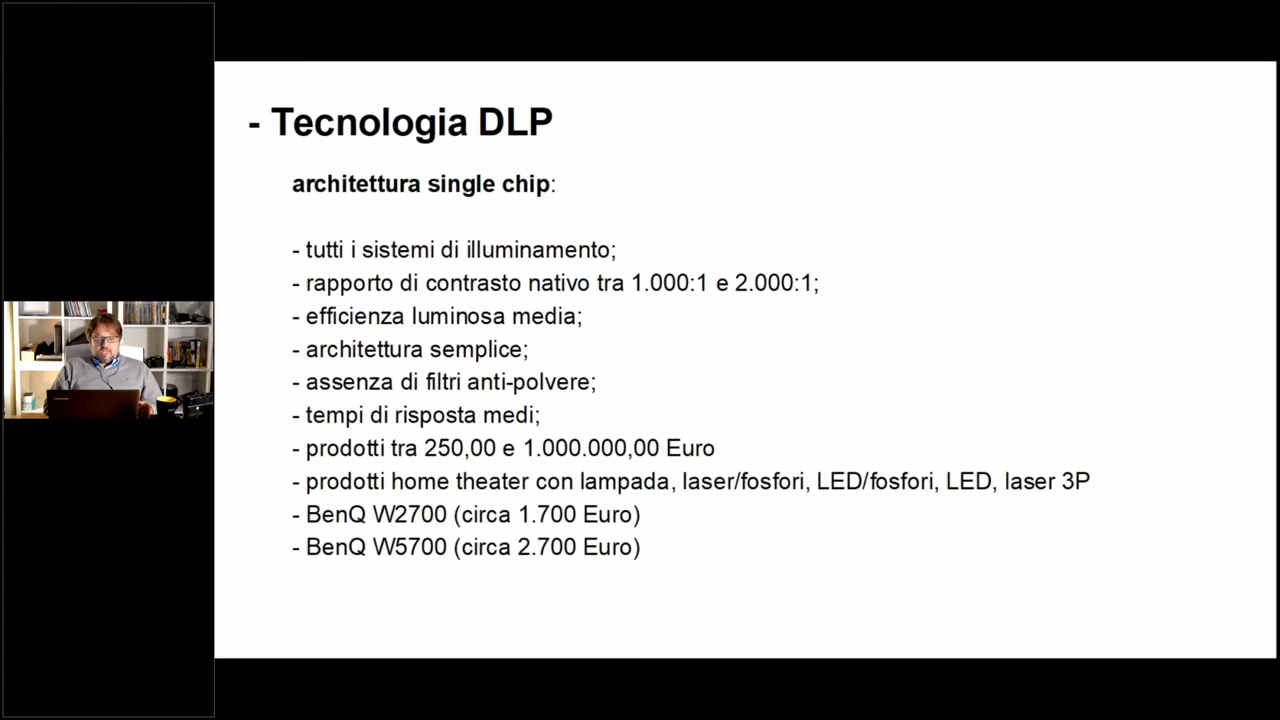 - Tecnologia DLP
architettura single chip:
- tutti i sistemi di illuminamento;
- rapporto di contrasto nativo tra 1.000:1 e 2.000:1;
- efficienza luminosa media;
- architettura semplice;
- assenza di filtri anti-polvere;
- tempi di risposta medi;
- prodotti tra 250,00 e 1.000.000,00 Euro
- prodotti home theater con lampada, laser/fosfori, LED/fosfori, LED, laser 3P
- BenQ W2700 (circa 1.700 Euro)
- BenQ W5700 (circa 2.700 Euro)